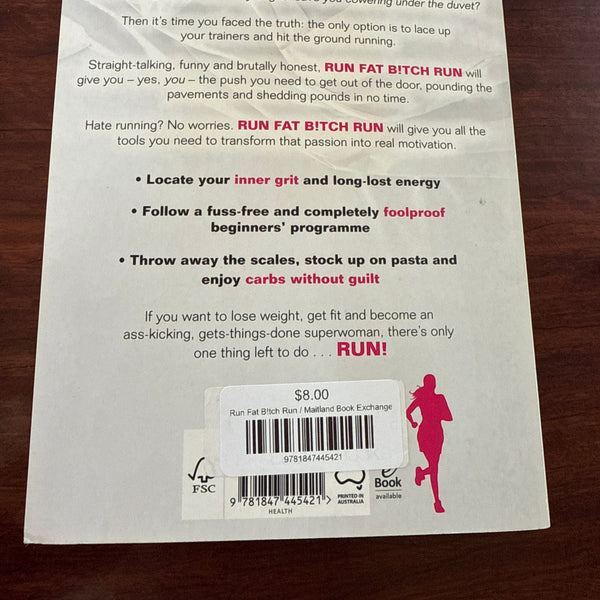 you cowering under the duvet?
Then it's time you faced the truth: the only option is to lace up
your trainers and hit the ground running.
Straight-talking, funny and brutally honest, RUN FAT B!TCH RUN will
give you – yes, you – the push you need to get out of the door, pounding the
pavements and shedding pounds in no time.
Hate running? No worries. RUN FAT B!TCH RUN will give you all the
tools you need to transform that passion into real motivation.
• Locate your inner grit and long-lost energy
• Follow a fuss-free and completely foolproof
beginners' programme
• Throw away the scales, stock up on pasta and
enjoy carbs without guilt
If you want to lose weight, get fit and become an
ass-kicking, gets-things-done superwoman, there's only
one thing left to do . . . RUN!
$8.00
Run Fat B!tch Run / Maitland Book Exchange
9781847445421
FSC
9 781847 445421 >
HEALTH
PRINTED IN
AUSTRALIA
e
Book
available